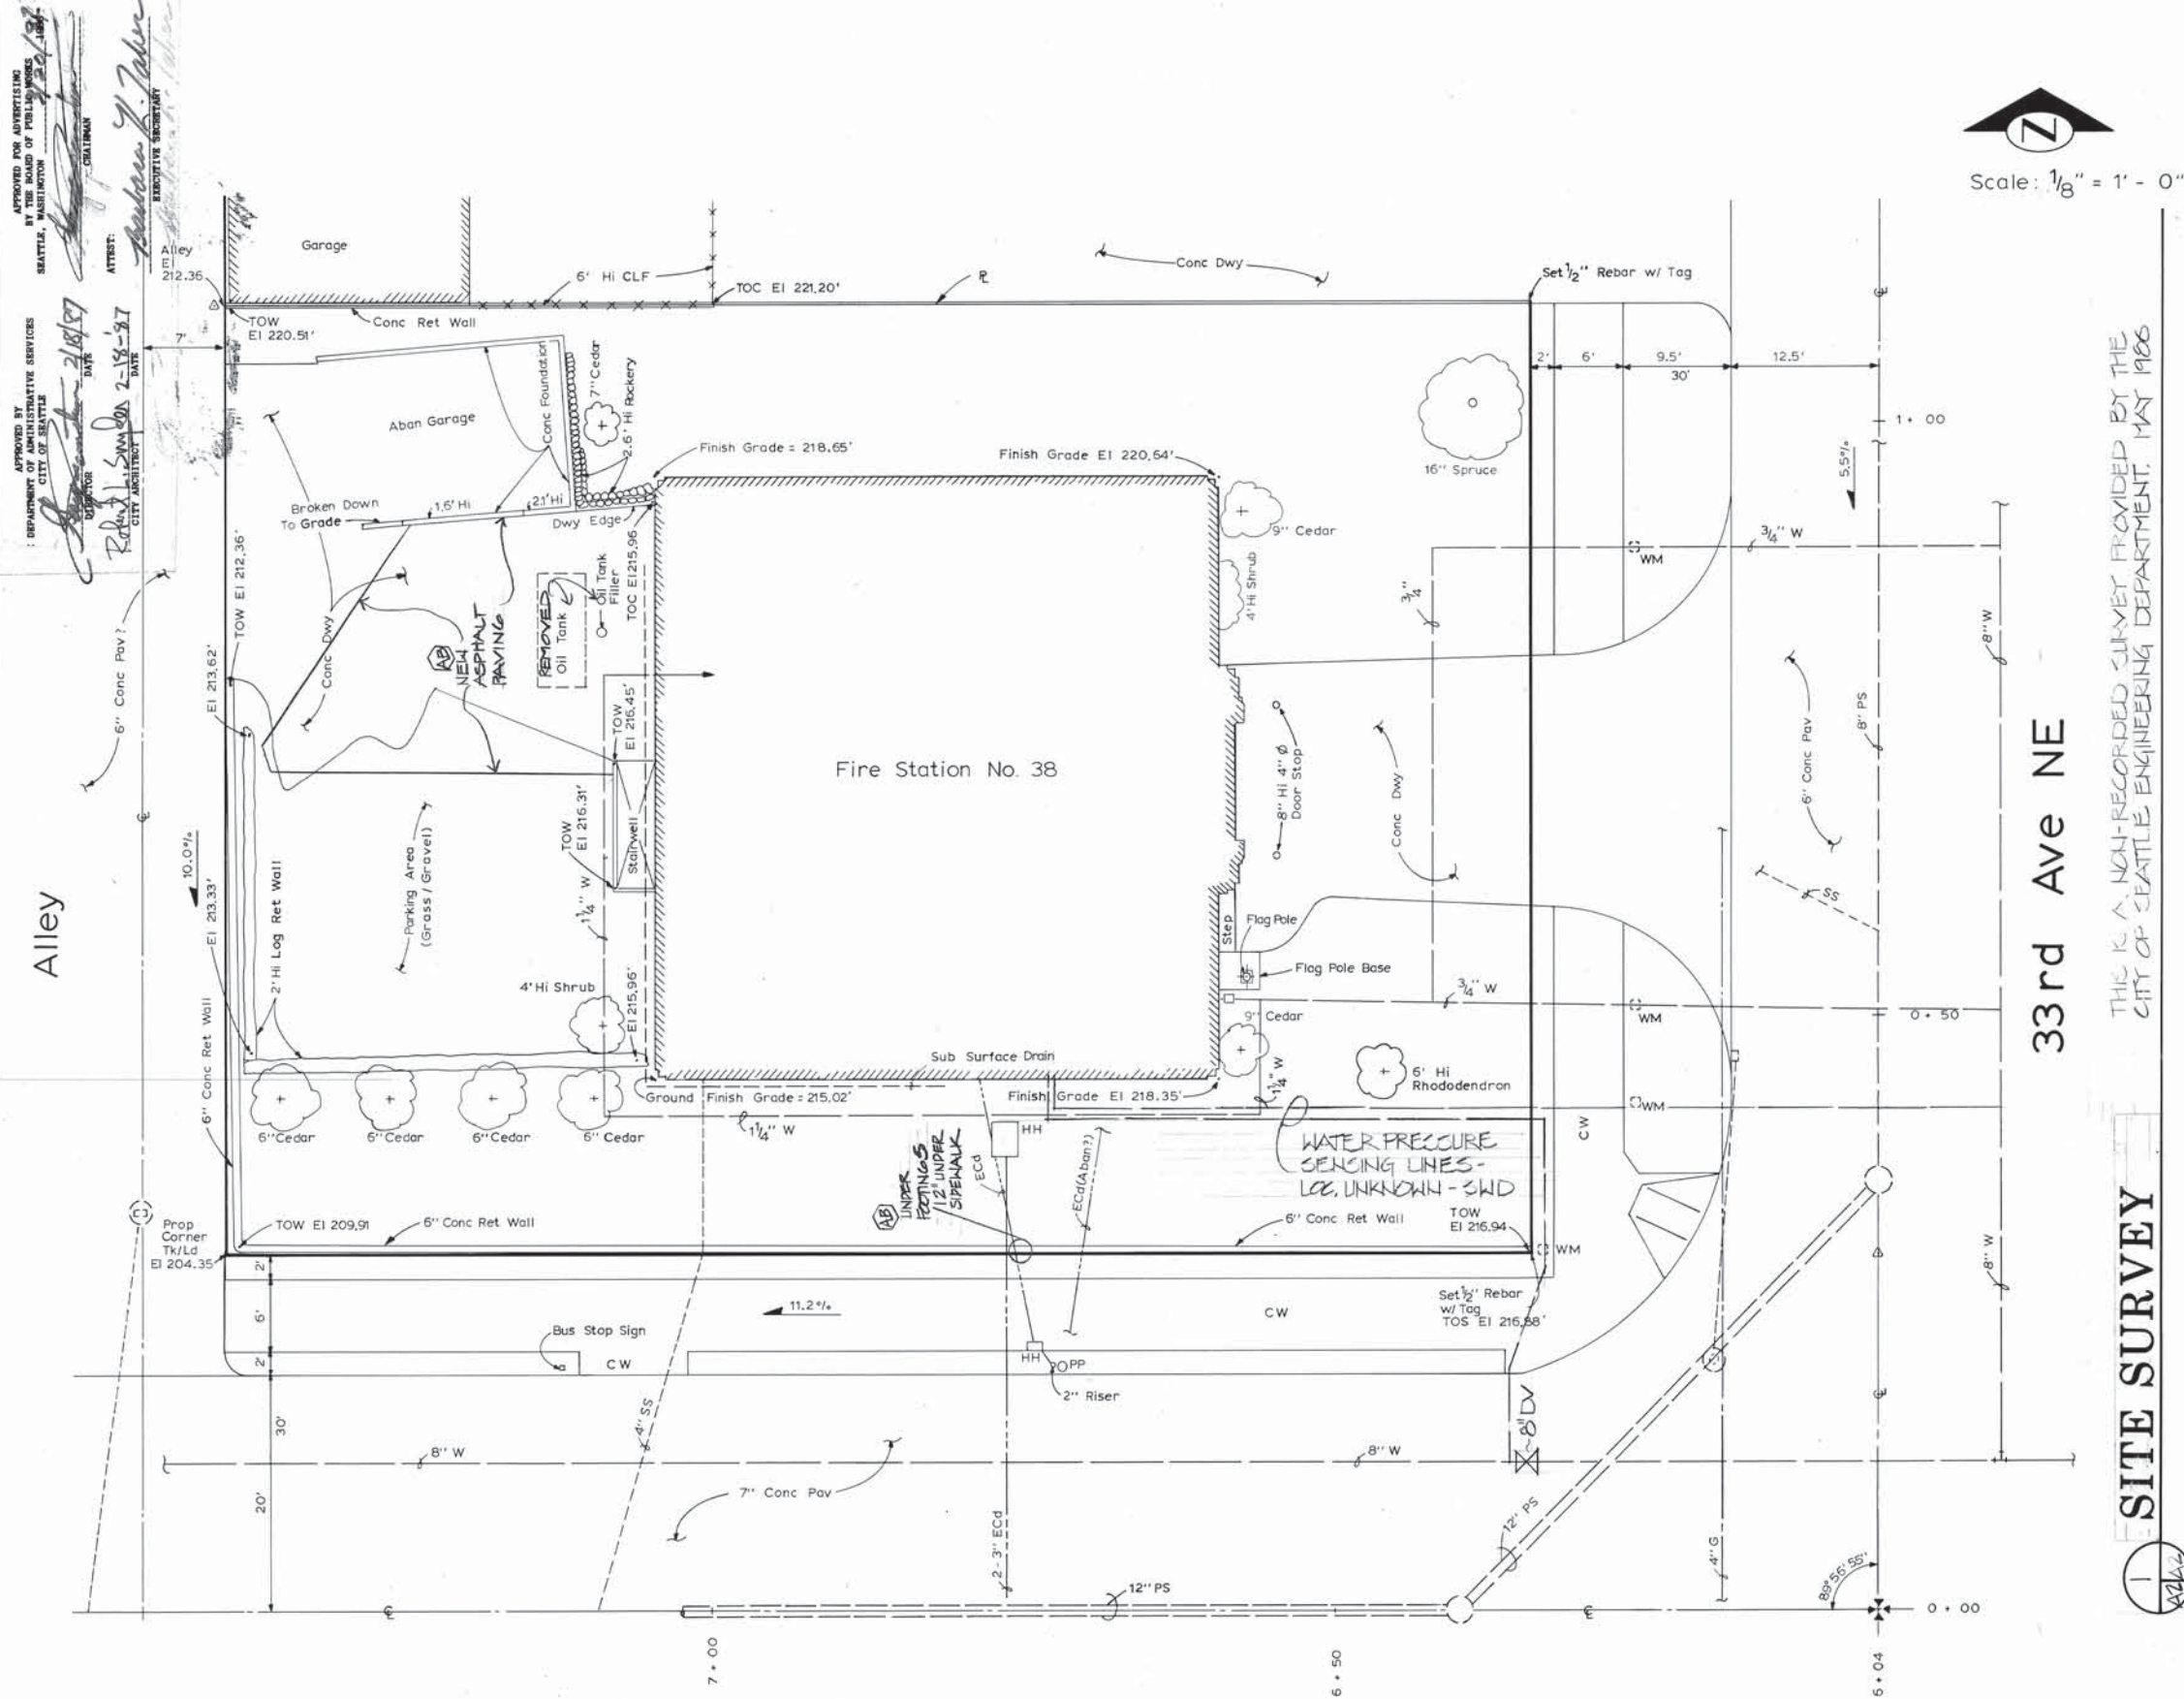 APPROVED FOR ADVERTISING
BY THE BOARD OF PUBLIC WORKS
SEATTLE, WASHINGTON
CHAIRMAN
ATTEST:
EXECUTIVE SECRETARY
APPROVED BY
: DEPARTMENT OF ADMINISTRATIVE SERVICES
CITY OF SEATTLE
2/18/87
DIRECTOR
DATE
2-18-'87
CITY ARCHITECT
DATE
N
Scale: 1/8" = 1' - 0"
Alley
El
212.36
7'
Garage
6' Hi CLF
TOC El 221.20'
Conc Dwy
Set 1/2" Rebar w/ Tag
TOW
El 220.51'
Conc Ret Wall
2'
6'
9.5'
12.5'
30'
Aban Garage
Conc Foundation
7" Cedar
2.6' Hi Rockery
Finish Grade = 218.65'
Finish Grade El 220.64'
16" Spruce
1 + 00
5.5%
Broken Down
To Grade
1.6' Hi
2.1' Hi
Dwy Edge
9" Cedar
4' Hi Shrub
3/4" W
WM
3/4"
6" Conc Pav ?
TOW El 212.36'
El 213.62'
Conc Dwy
AB
NEW
ASPHALT
PAVING
REMOVED
Oil Tank
Oil Tank
Filler
TOC El 215.96
TOW
El 216.45'
Fire Station No. 38
8" Hi 4" Ø
Door Stop
Conc Dwy
6" Conc Pav
8" PS
8" W
33rd Ave NE
THIS IS A NON-RECORDED SURVEY PROVIDED BY THE
CITY OF SEATTLE ENGINEERING DEPARTMENT. MAY 1986
Alley
10.0%
El 213.33'
Parking Area
(Grass / Gravel)
2' Hi Log Ret Wall
TOW
El 216.31'
Stairwell
1 1/4" W
SS
Step
Flag Pole
Flag Pole Base
3/4" W
WM
0 + 50
6" Conc Ret Wall
4' Hi Shrub
El 215.96'
Sub Surface Drain
9" Cedar
1 1/4" W
6' Hi
Rhododendron
Ground
Finish Grade = 215.02'
Finish Grade El 218.35'
WM
6" Cedar
6" Cedar
6" Cedar
6" Cedar
1 1/4" W
HH
ECd
ECd(Aban?)
AB
UNDER
FOOTINGS
12" UNDER
SIDEWALK
WATER PRESSURE
SENSING LINES-
LOC. UNKNOWN - SWD
CW
Prop
Corner
Tk/Ld
El 204.35
TOW El 209.91
6" Conc Ret Wall
6" Conc Ret Wall
TOW
El 216.94
WM
2'
6'
2'
11.2%
CW
Set 1/2" Rebar
w/ Tag
TOS El 216.88'
8" W
Bus Stop Sign
CW
HH
PP
2" Riser
30'
20'
4" SS
8" W
7" Conc Pav
8" W
8" DV
2 - 3" ECd
12" PS
12" PS
4" G
89° 56' 55"
0 + 00
7 + 00
6 + 50
6 + 04
1
SITE SURVEY